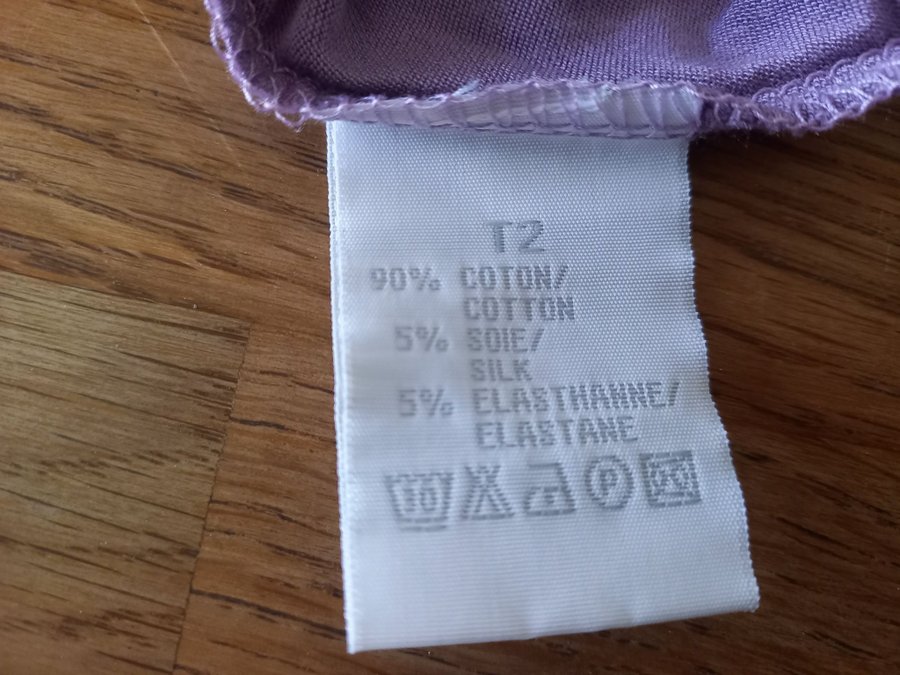 T2
90% COTON/
COTTON
5% SOIE/
SILK
5% ELASTHANNE/
ELASTANE
30 P